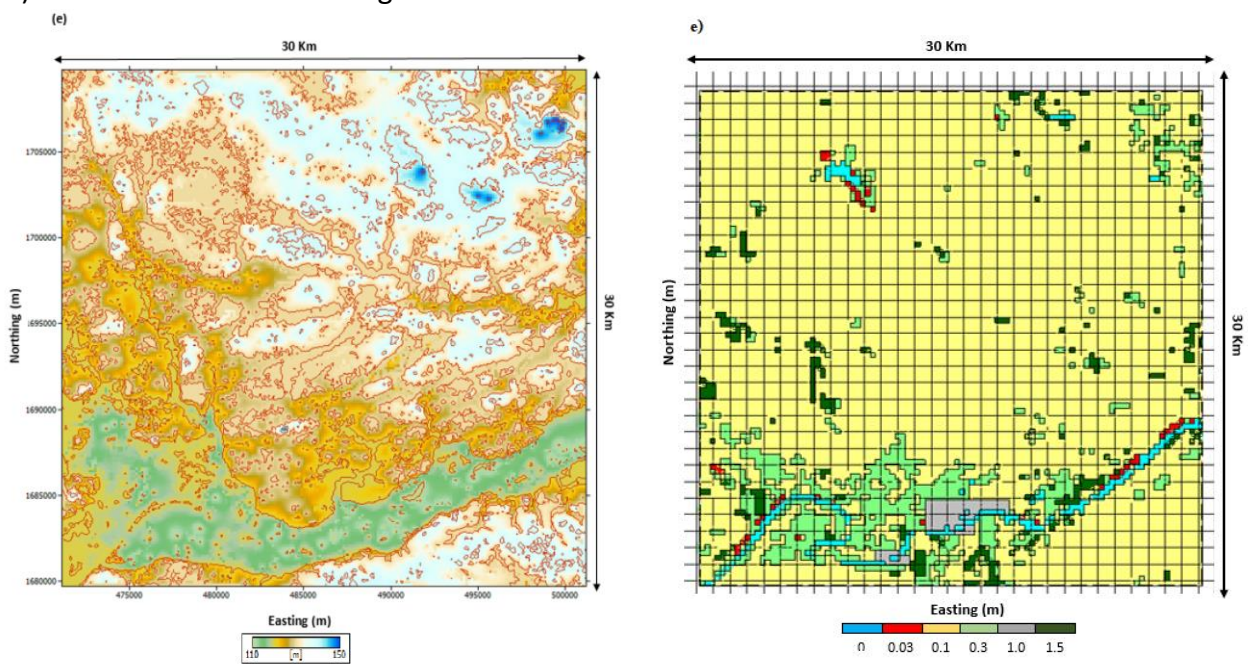 (e)
30 Km
1705000
1700000
1695000
1690000
1685000
1680000
Northing (m)
30 Km
475000 480000 485000 490000 495000 500000
Easting (m)
110 [m] 150
e)
30 Km
Northing (m)
30 Km
Easting (m)
0 0.03 0.1 0.3 1.0 1.5